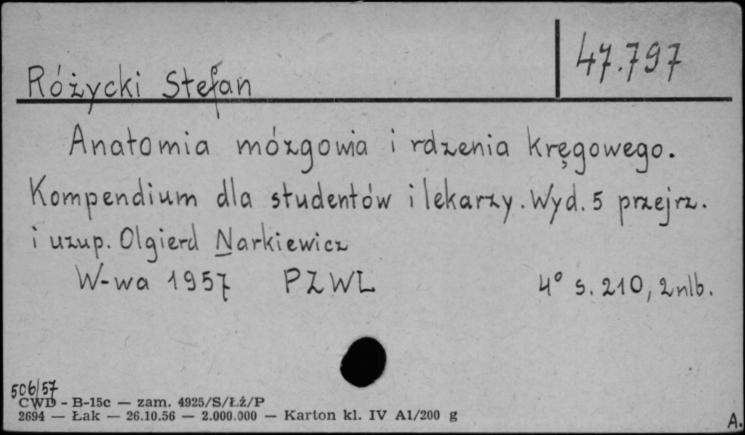 47.797
Różycki Stefan
Anatomia mózgowia i rdzenia kręgowego.
Kompendium dla studentów i lekarzy. Wyd. 5 przejrz.
i uzup. Olgierd Narkiewicz
W-wa 1957 PZWL 4° s. 210, 2nlb.
506/57
CWD - B-15c — zam. 4925/S/ŁŹ/P
2694 — Łak — 26.10.56 — 2.000.000 — Karton kl. IV A1/200 g
A.